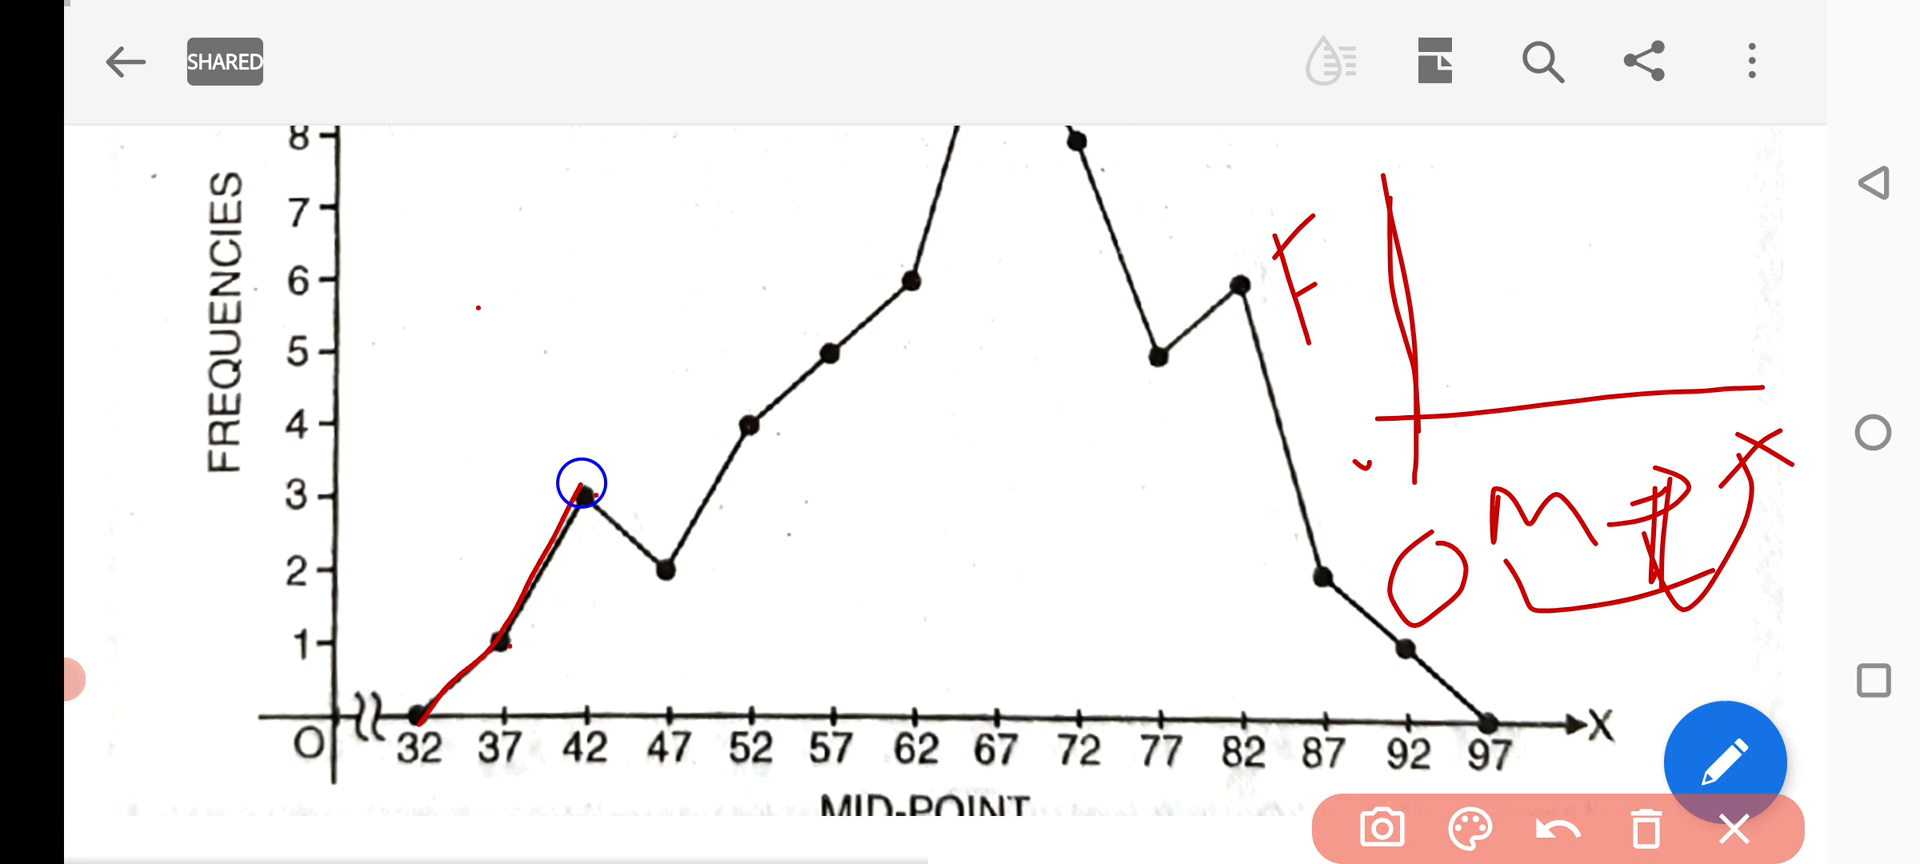 SHARED
8
7
6
5
4
3
2
1
FREQUENCIES
F
X
O MP
O 32 37 42 47 52 57 62 67 72 77 82 87 92 97 X
MID-POINT